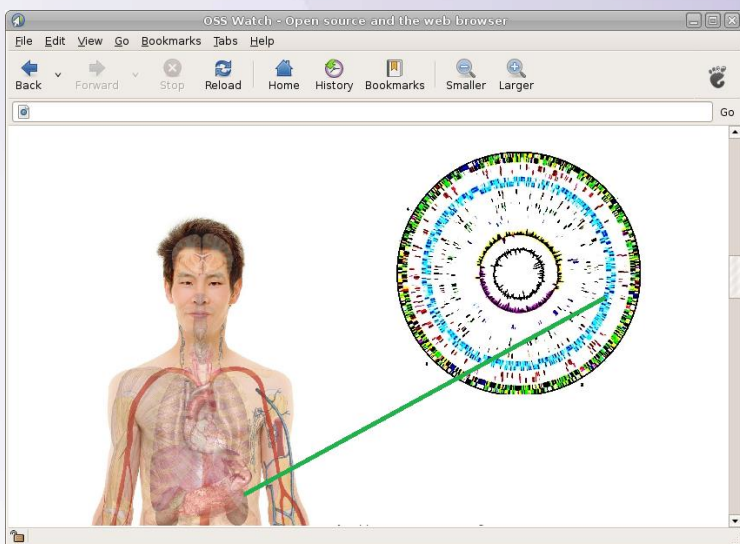 OSS Watch - Open source and the web browser
File Edit View Go Bookmarks Tabs Help
Back Forward Stop Reload Home History Bookmarks Smaller Larger
Go